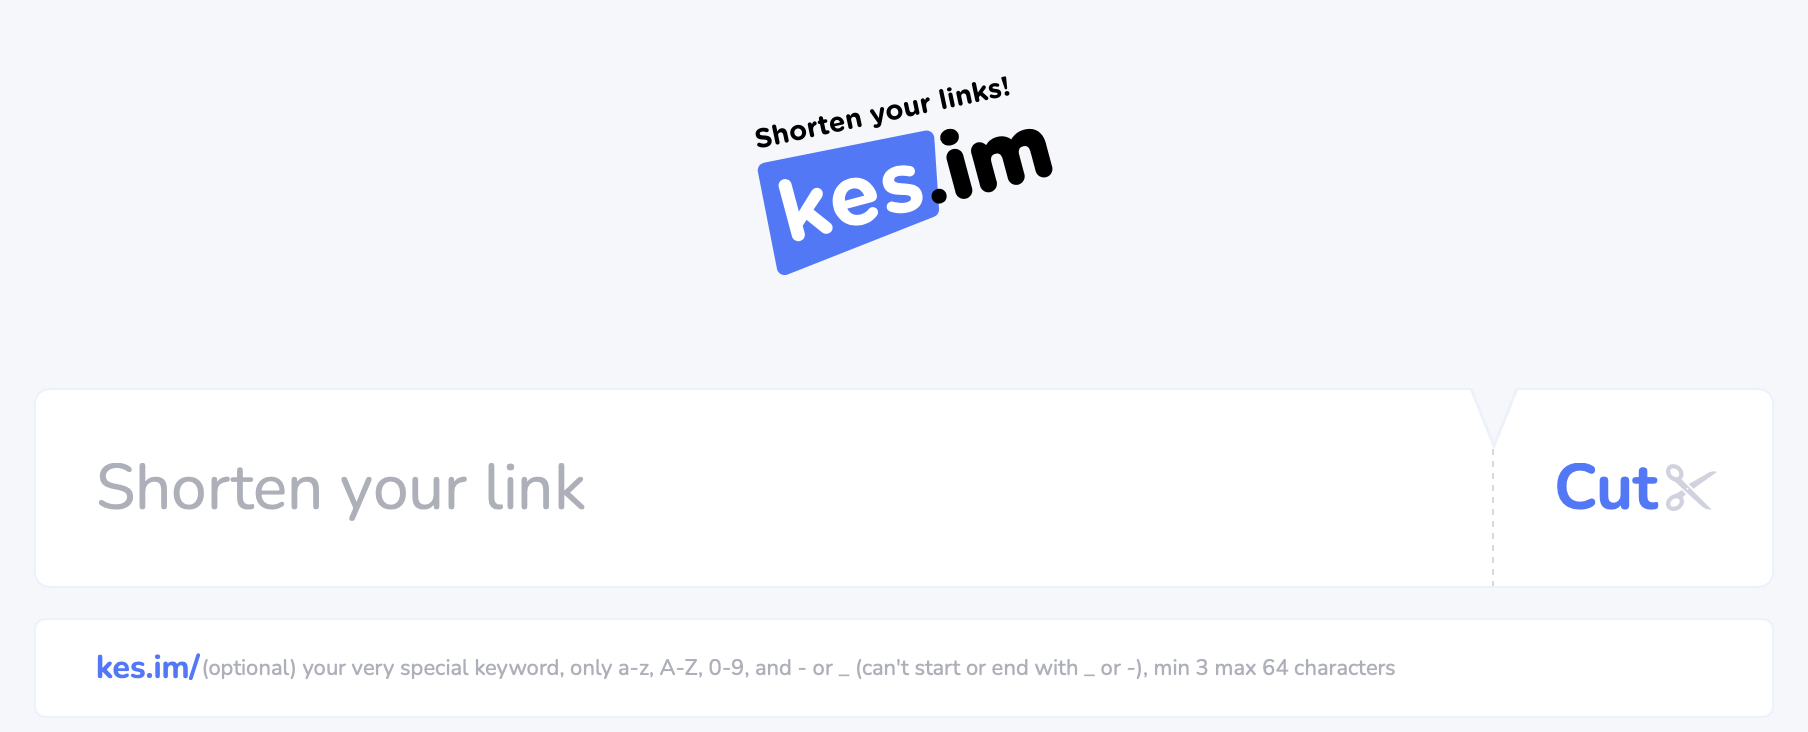 Shorten your links!
kes.im
Shorten your link
Cut
kes.im/(optional) your very special keyword, only a-z, A-Z, 0-9, and - or _ (can't start or end with _ or -), min 3 max 64 characters